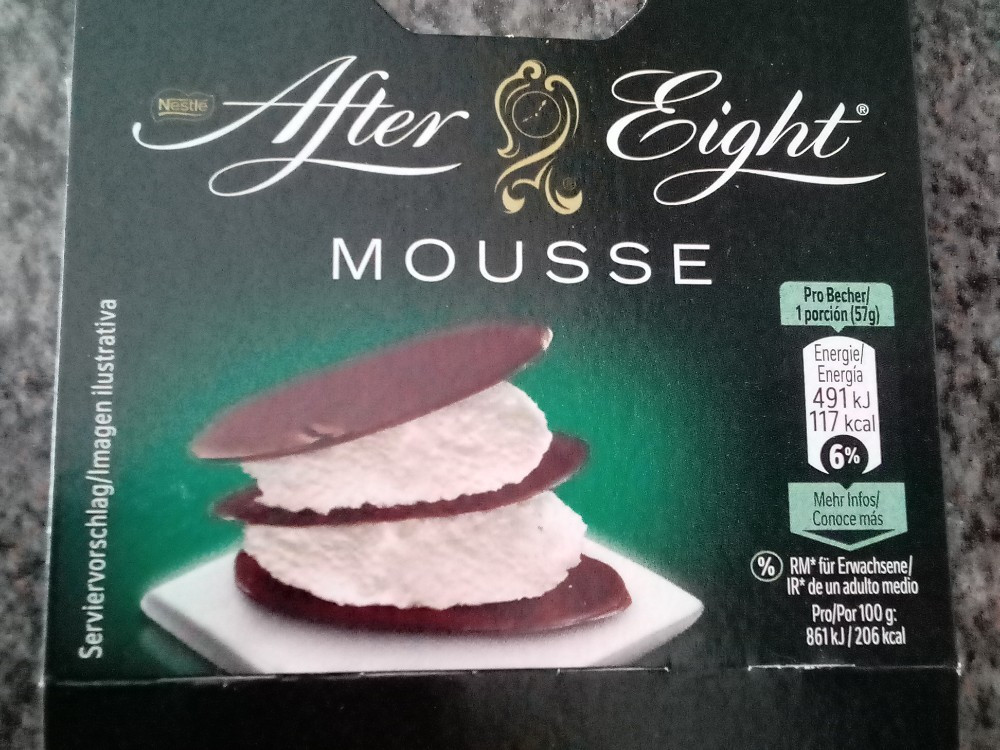 Nestlé
After Eight®
®
MOUSSE
Pro Becher/
1 porción (57g)
Energie/
Energía
491 kJ
117 kcal
6%
Mehr Infos/
Conoce más
% RM* für Erwachsene/
IR* de un adulto medio
Pro/Por 100 g:
861 kJ / 206 kcal
Serviervorschlag/Imagen ilustrativa